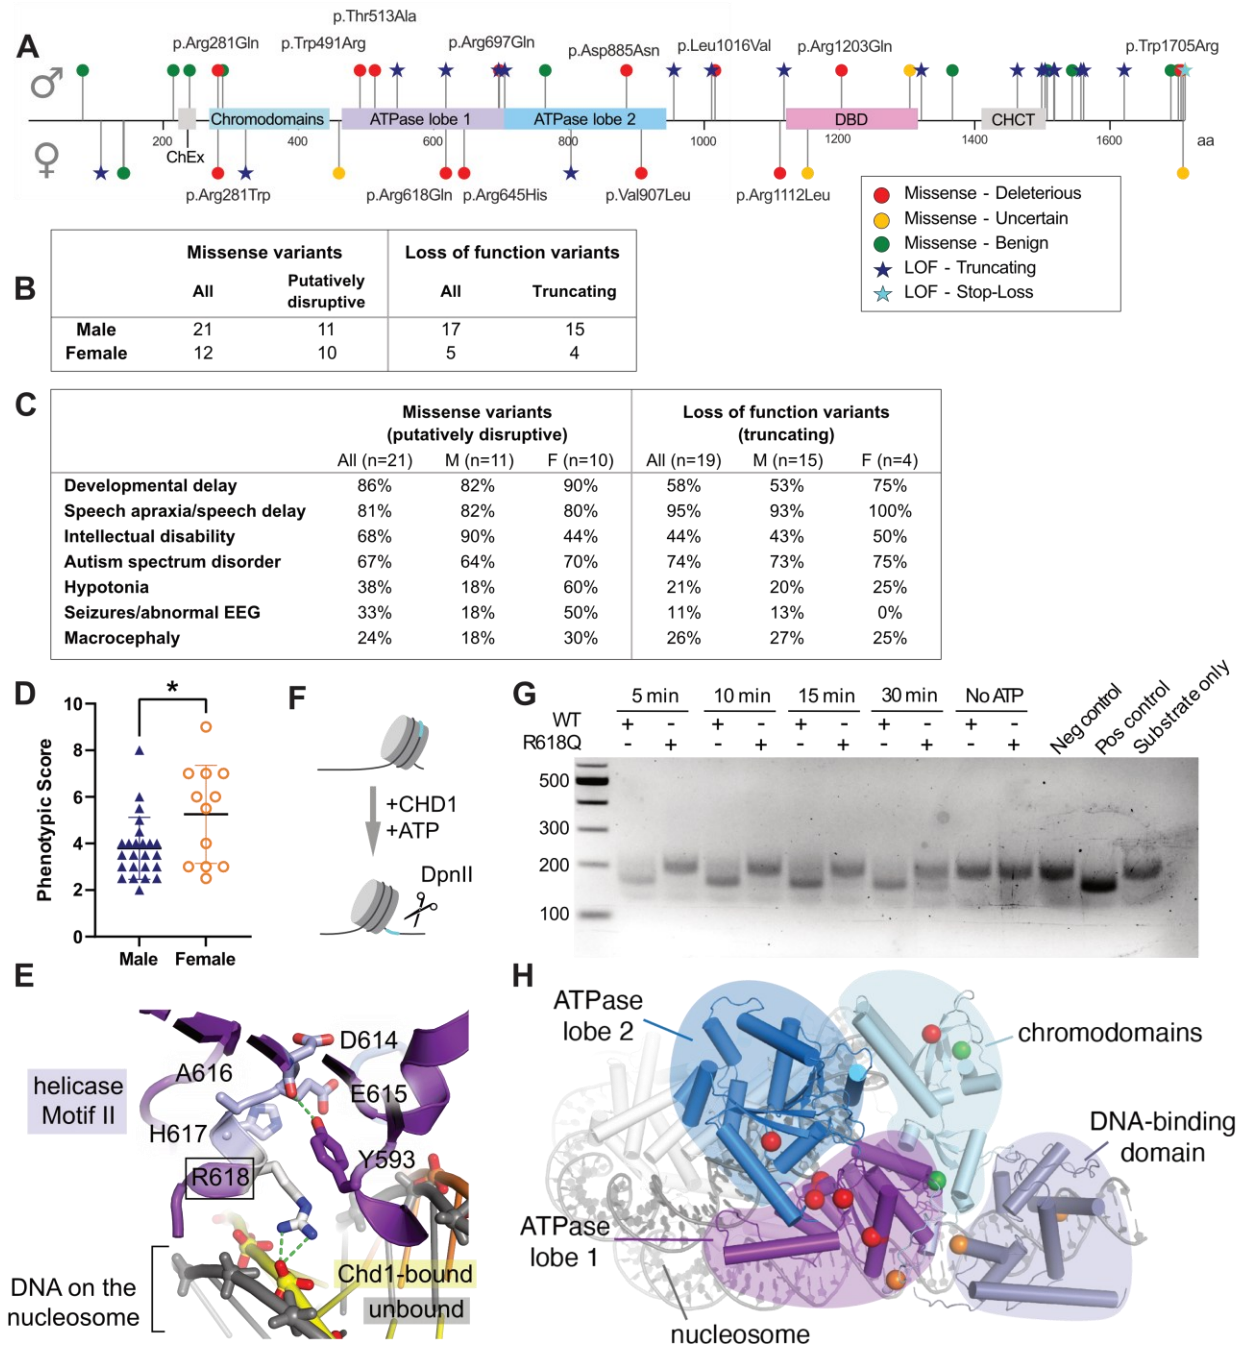 A
p.Thr513Ala
p.Arg281Gln p.Trp491Arg p.Arg697Gln p.Asp885Asn p.Leu1016Val p.Arg1203Gln p.Trp1705Arg
♂
Chromodomains ATPase lobe 1 ATPase lobe 2 DBD CHCT
200 400 600 800 1000 1200 1400 1600 aa
ChEx
♀
p.Arg281Trp p.Arg618Gln p.Arg645His p.Val907Leu p.Arg1112Leu
Missense - Deleterious
Missense - Uncertain
Missense - Benign
LOF - Truncating
LOF - Stop-Loss
B
Missense variants Loss of function variants
All Putatively disruptive All Truncating
Male 21 11 17 15
Female 12 10 5 4
C
Missense variants Loss of function variants
(putatively disruptive) (truncating)
All (n=21) M (n=11) F (n=10) All (n=19) M (n=15) F (n=4)
Developmental delay 86% 82% 90% 58% 53% 75%
Speech apraxia/speech delay 81% 82% 80% 95% 93% 100%
Intellectual disability 68% 90% 44% 44% 43% 50%
Autism spectrum disorder 67% 64% 70% 74% 73% 75%
Hypotonia 38% 18% 60% 21% 20% 25%
Seizures/abnormal EEG 33% 18% 50% 11% 13% 0%
Macrocephaly 24% 18% 30% 26% 27% 25%
D
*
Phenotypic Score
10
8
6
4
2
0
Male Female
F
+CHD1
+ATP
DpnII
G
5 min 10 min 15 min 30 min No ATP Neg control Pos control Substrate only
WT + - + - + - + - + -
R618Q - + - + - + - + - +
500
300
200
100
E
helicase
Motif II
D614
A616
E615
H617
Y593
R618
Chd1-bound
unbound
DNA on the
nucleosome
H
ATPase
lobe 2
chromodomains
DNA-binding
domain
ATPase
lobe 1
nucleosome